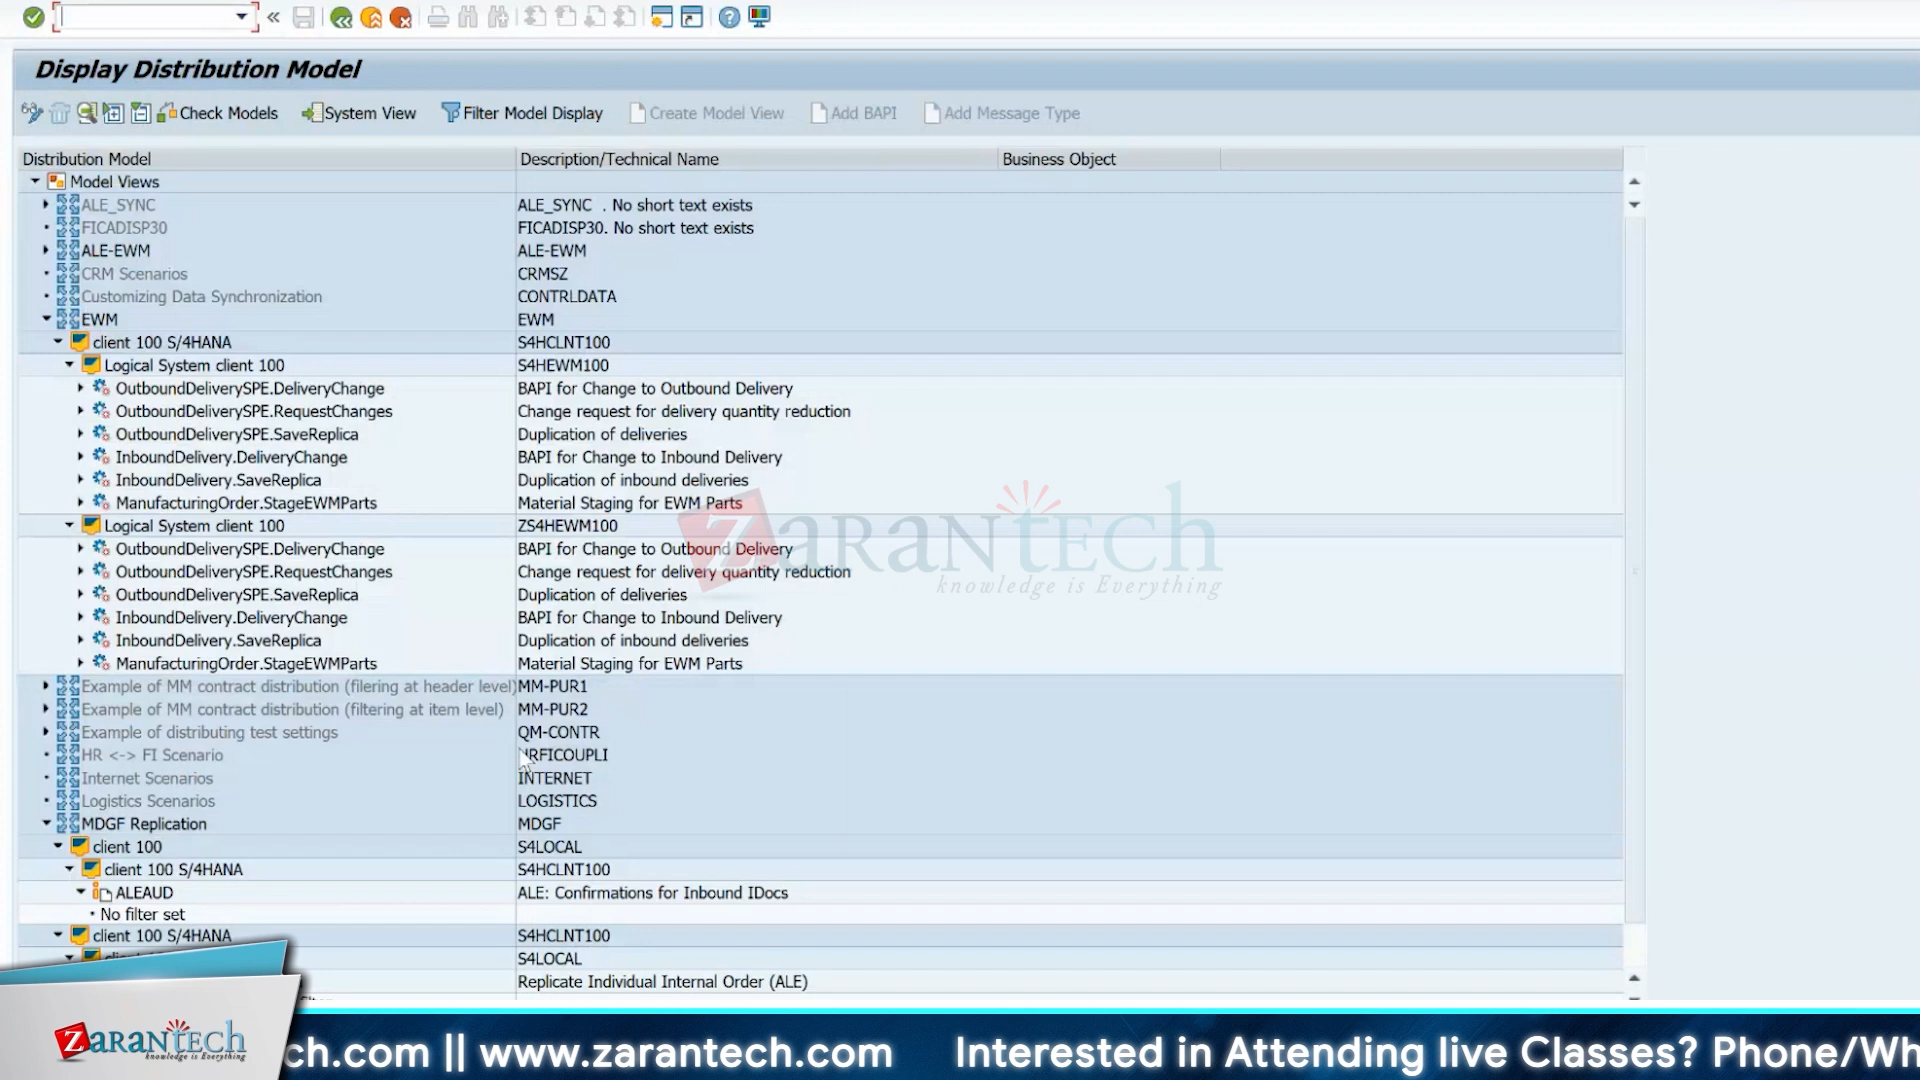 Display Distribution Model
Check Models System View Filter Model Display Create Model View Add BAPI Add Message Type
Distribution Model Description/Technical Name Business Object
Model Views
ALE_SYNC ALE_SYNC . No short text exists
FICADISP30 FICADISP30. No short text exists
ALE-EWM ALE-EWM
CRM Scenarios CRMSZ
Customizing Data Synchronization CONTRLDATA
EWM EWM
client 100 S/4HANA S4HCLNT100
Logical System client 100 S4HEWM100
OutboundDeliverySPE.DeliveryChange BAPI for Change to Outbound Delivery
OutboundDeliverySPE.RequestChanges Change request for delivery quantity reduction
OutboundDeliverySPE.SaveReplica Duplication of deliveries
InboundDelivery.DeliveryChange BAPI for Change to Inbound Delivery
InboundDelivery.SaveReplica Duplication of inbound deliveries
ManufacturingOrder.StageEWMParts Material Staging for EWM Parts
Logical System client 100 ZS4HEWM100
OutboundDeliverySPE.DeliveryChange BAPI for Change to Outbound Delivery
OutboundDeliverySPE.RequestChanges Change request for delivery quantity reduction
OutboundDeliverySPE.SaveReplica Duplication of deliveries
InboundDelivery.DeliveryChange BAPI for Change to Inbound Delivery
InboundDelivery.SaveReplica Duplication of inbound deliveries
ManufacturingOrder.StageEWMParts Material Staging for EWM Parts
ZARANTECH
knowledge is Everything
Example of MM contract distribution (filering at header level) MM-PUR1
Example of MM contract distribution (filtering at item level) MM-PUR2
Example of distributing test settings QM-CONTR
HR <-> FI Scenario HRFICOUPLI
Internet Scenarios INTERNET
Logistics Scenarios LOGISTICS
MDGF Replication MDGF
client 100 S4LOCAL
client 100 S/4HANA S4HCLNT100
ALEAUD ALE: Confirmations for Inbound IDocs
No filter set
client 100 S/4HANA S4HCLNT100
S4LOCAL
Replicate Individual Internal Order (ALE)
ZARANTECH
knowledge is Everything
ch.com || www.zarantech.com Interested in Attending live Classes? Phone/Wh